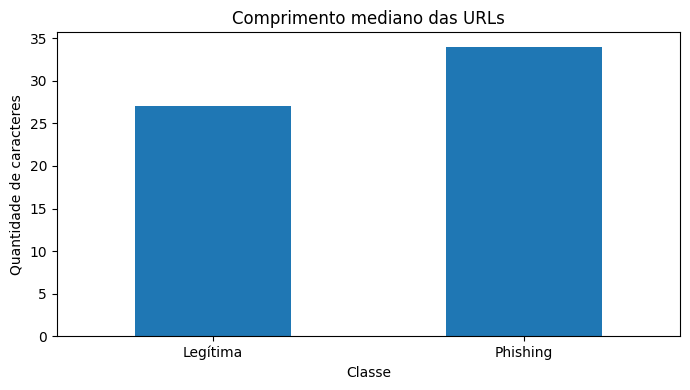 Comprimento mediano das URLs
Quantidade de caracteres
35
30
25
20
15
10
5
0
Legítima
Phishing
Classe